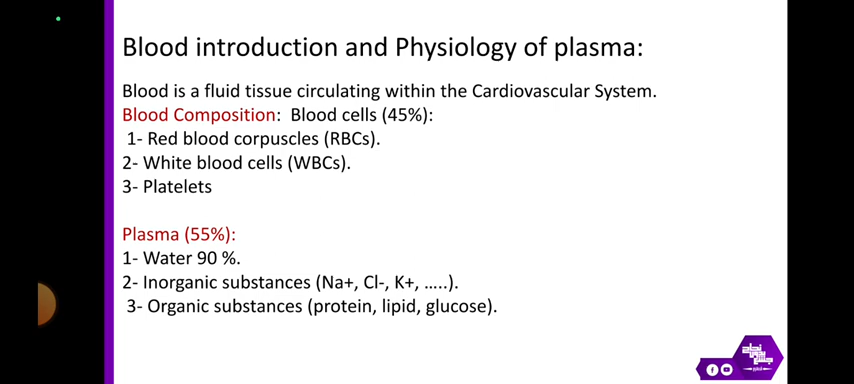 Blood introduction and Physiology of plasma:
Blood is a fluid tissue circulating within the Cardiovascular System.
Blood Composition: Blood cells (45%):
1- Red blood corpuscles (RBCs).
2- White blood cells (WBCs).
3- Platelets
Plasma (55%):
1- Water 90 %.
2- Inorganic substances (Na+, Cl-, K+, .....).
3- Organic substances (protein, lipid, glucose).